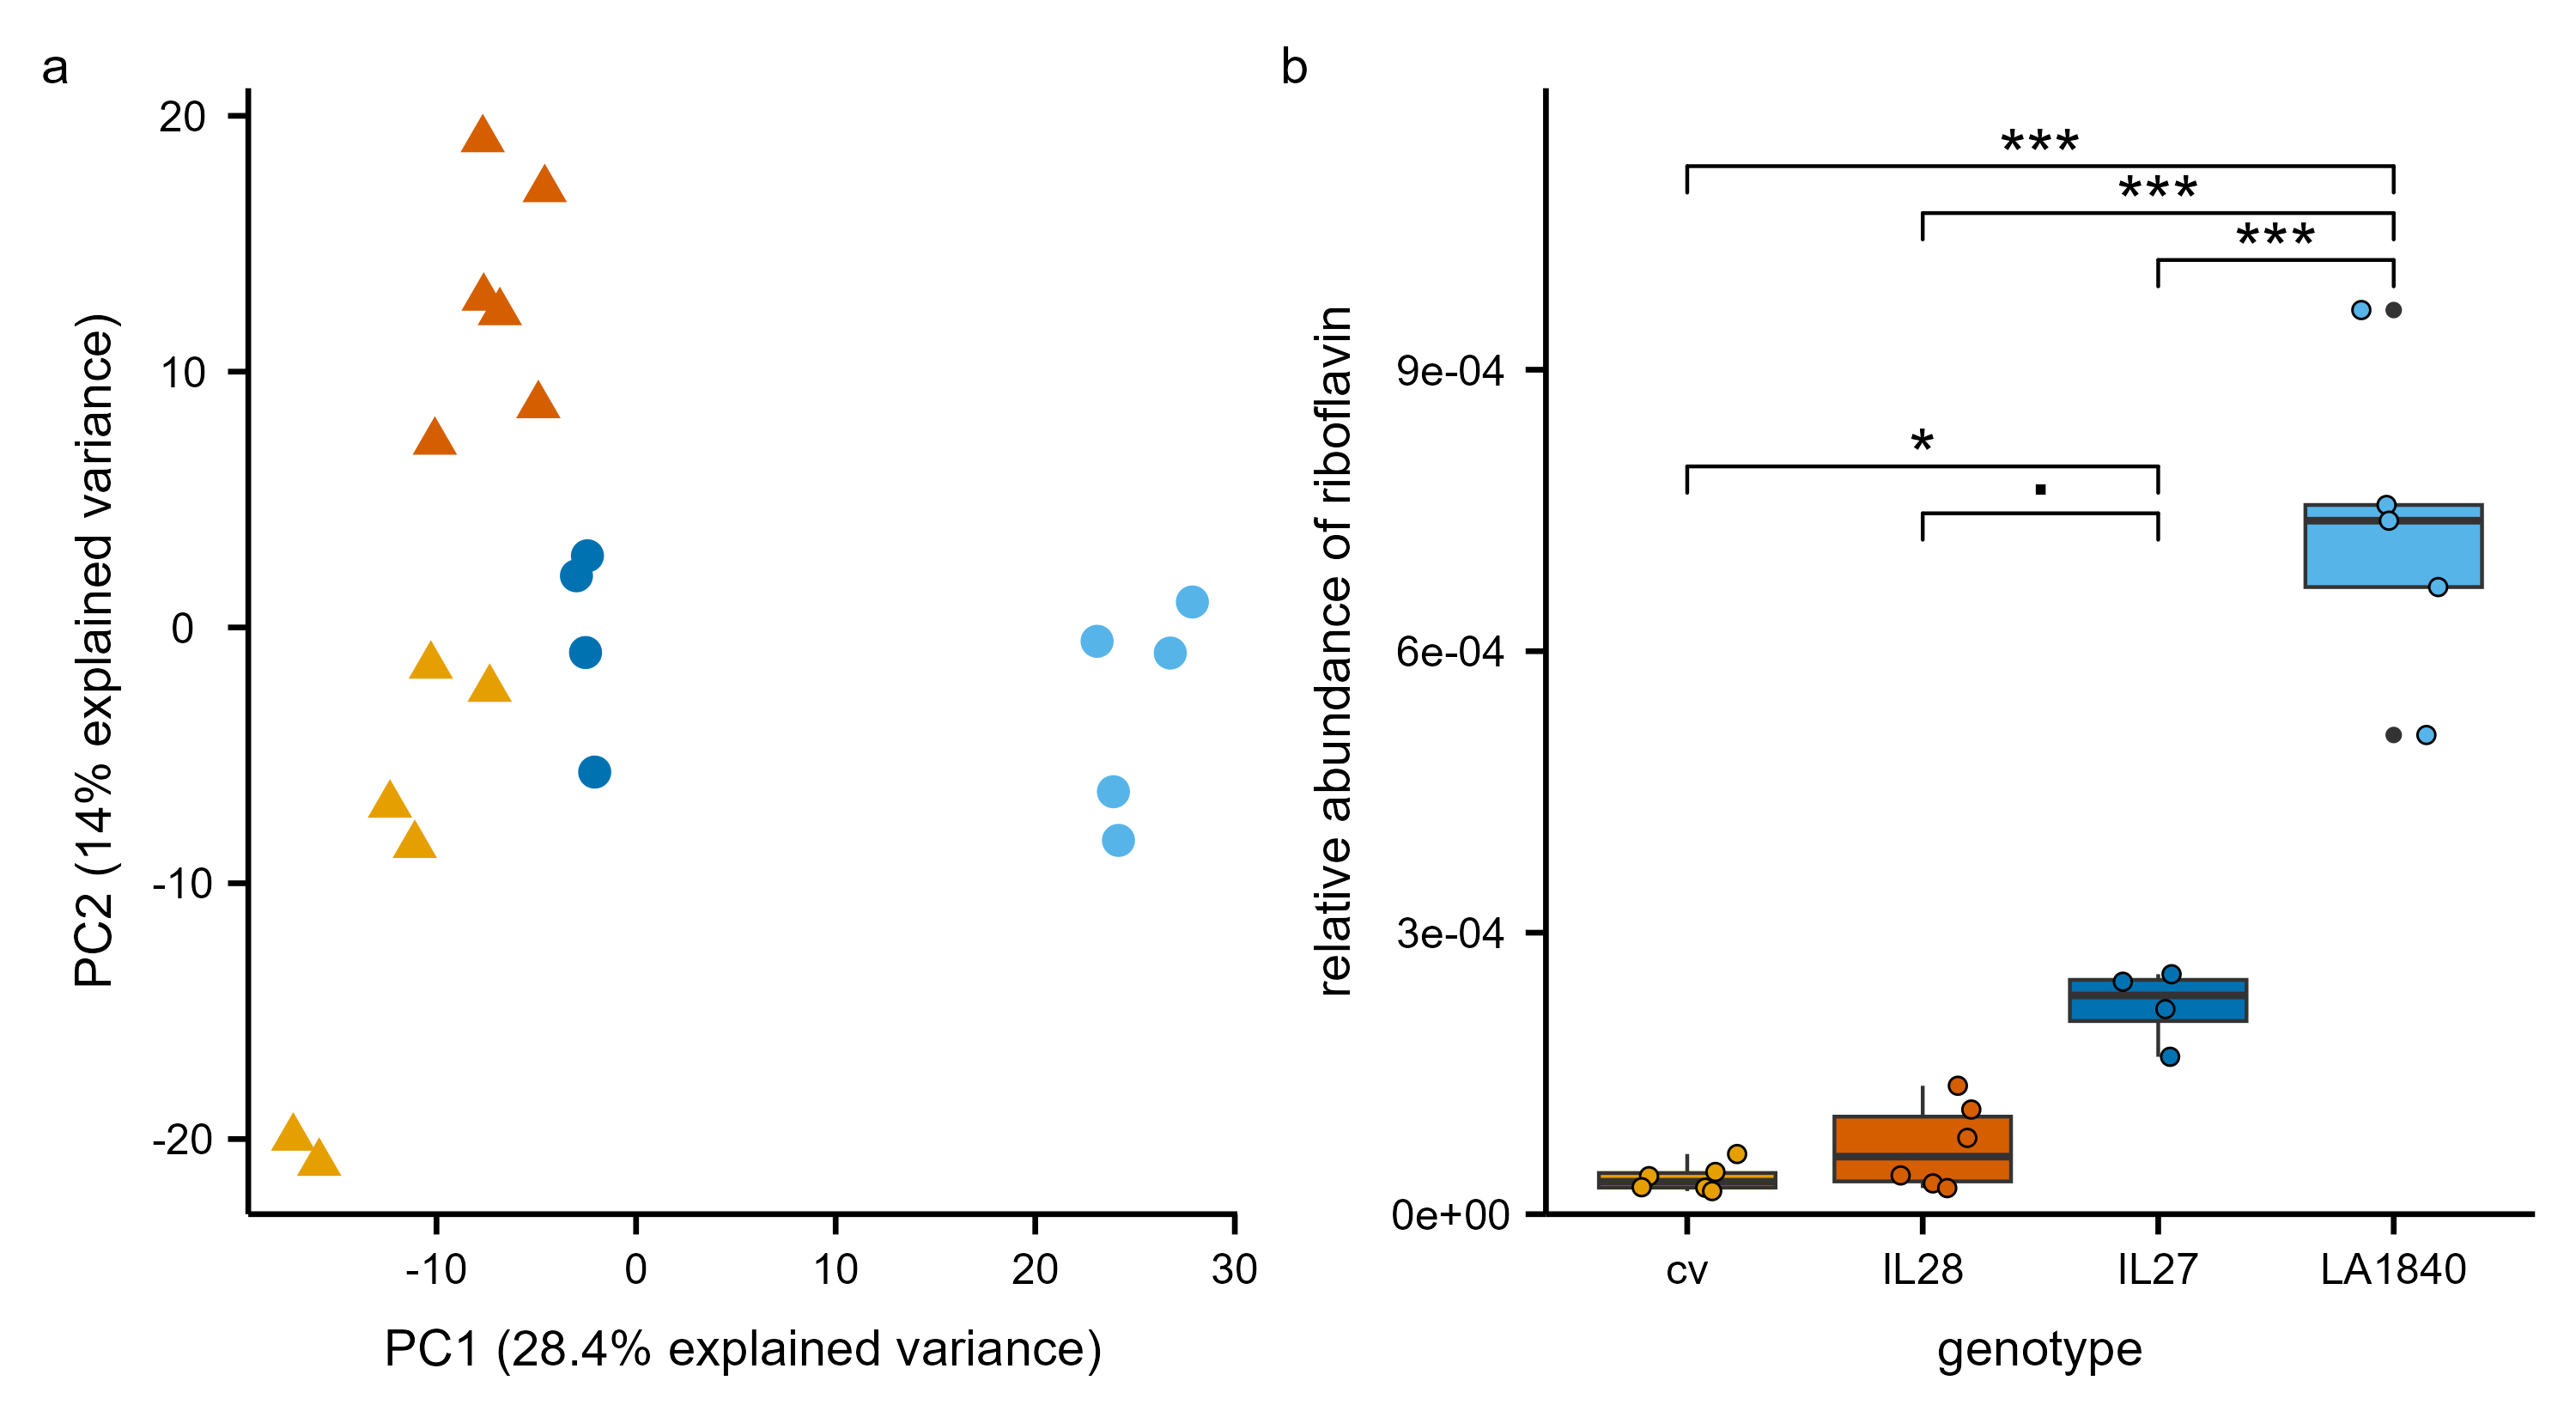 a
20
10
0
-10
-20
PC2 (14% explained variance)
-10 0 10 20 30
PC1 (28.4% explained variance)
b
***
***
***
*
.
9e-04
6e-04
3e-04
0e+00
relative abundance of riboflavin
cv IL28 IL27 LA1840
genotype